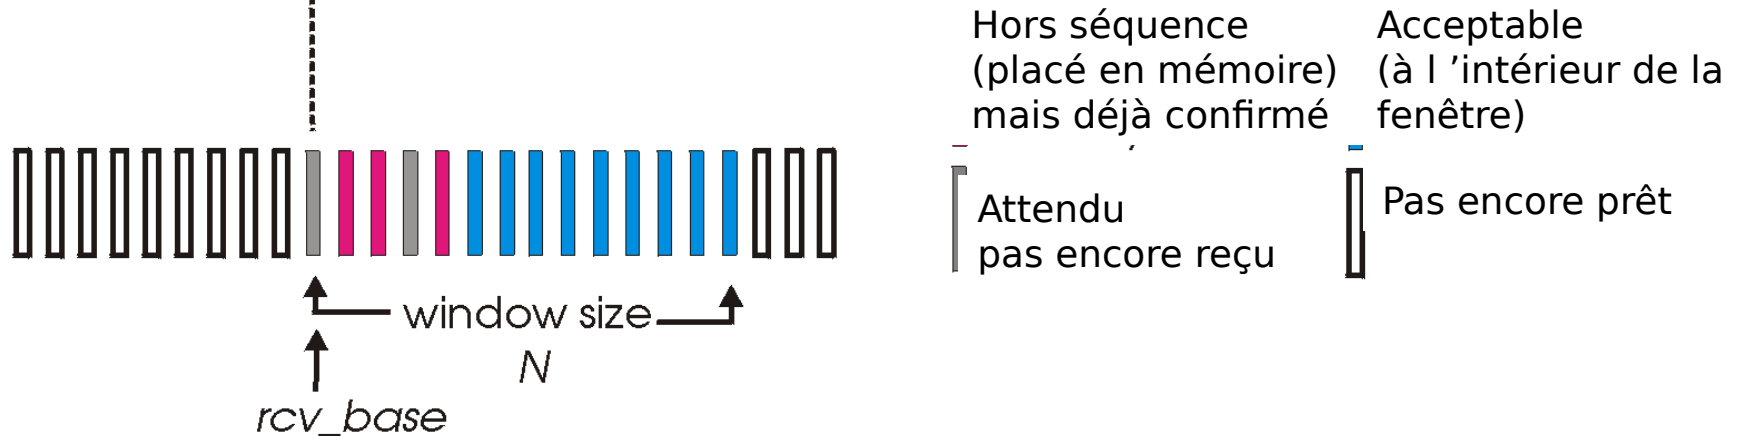 Hors séquence
(placé en mémoire)
mais déjà confirmé
Acceptable
(à l ’intérieur de la
fenêtre)
Attendu
pas encore reçu
Pas encore prêt
window size
N
rcv_base